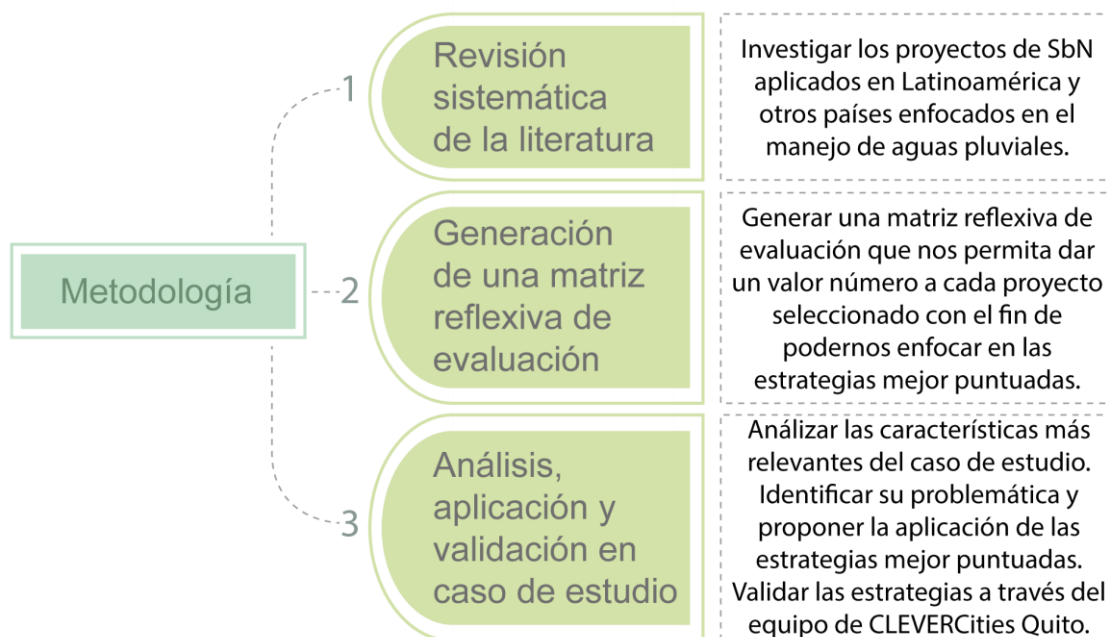 Metodología
1
Revisión
sistemática
de la literatura
Investigar los proyectos de SbN
aplicados en Latinoamérica y
otros países enfocados en el
manejo de aguas pluviales.
2
Generación
de una matriz
reflexiva de
evaluación
Generar una matriz reflexiva de
evaluación que nos permita dar
un valor número a cada proyecto
seleccionado con el fin de
podernos enfocar en las
estrategias mejor puntuadas.
3
Análisis,
aplicación y
validación en
caso de estudio
Análizar las características más
relevantes del caso de estudio.
Identificar su problemática y
proponer la aplicación de las
estrategias mejor puntuadas.
Validar las estrategias a través del
equipo de CLEVERCities Quito.